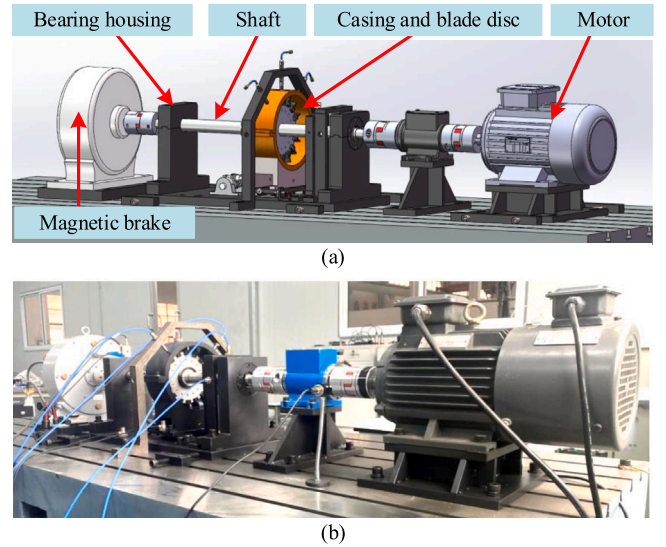 Bearing housing
Shaft
Casing and blade disc
Motor
Magnetic brake
(a)
(b)